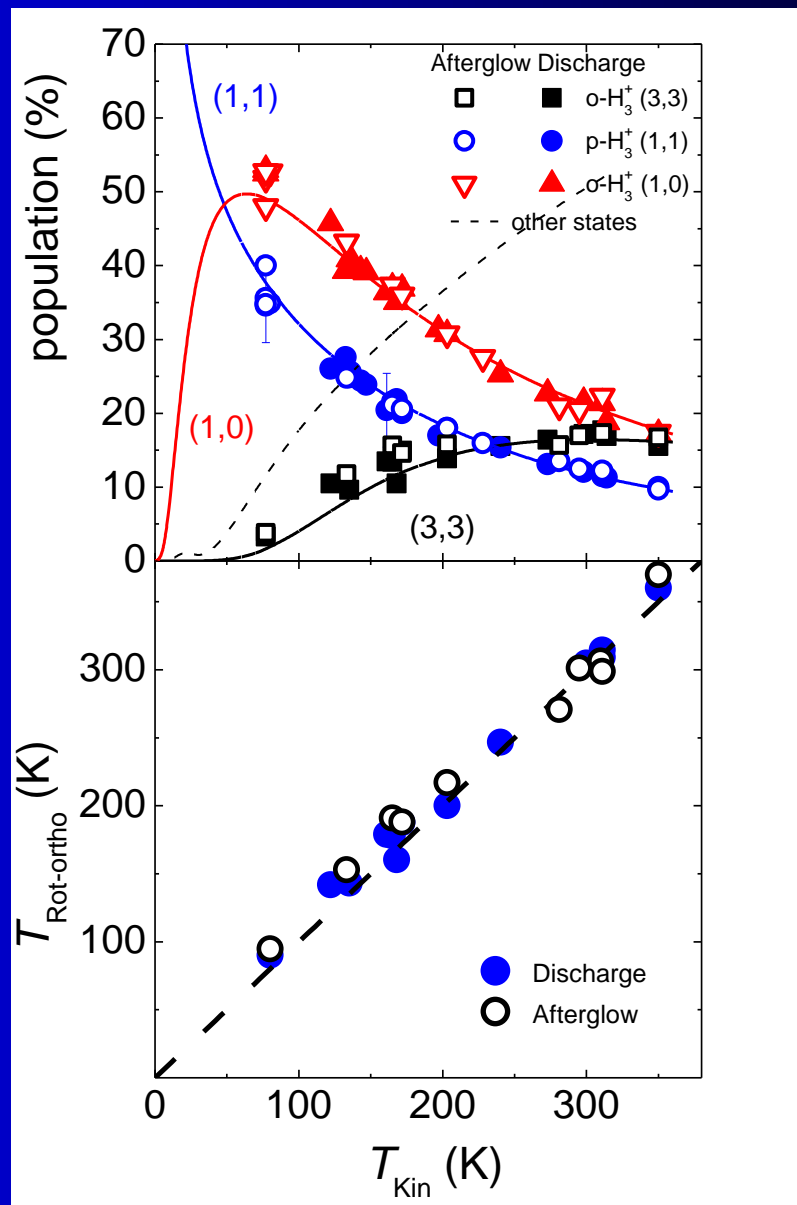 70
60
50
40
30
20
10
0
population (%)
(1,1)
(1,0)
(3,3)
Afterglow Discharge
o-H₃⁺ (3,3)
p-H₃⁺ (1,1)
o-H₃⁺ (1,0)
other states
300
200
100
T_Rot-ortho (K)
Discharge
Afterglow
0 100 200 300
T_Kin (K)